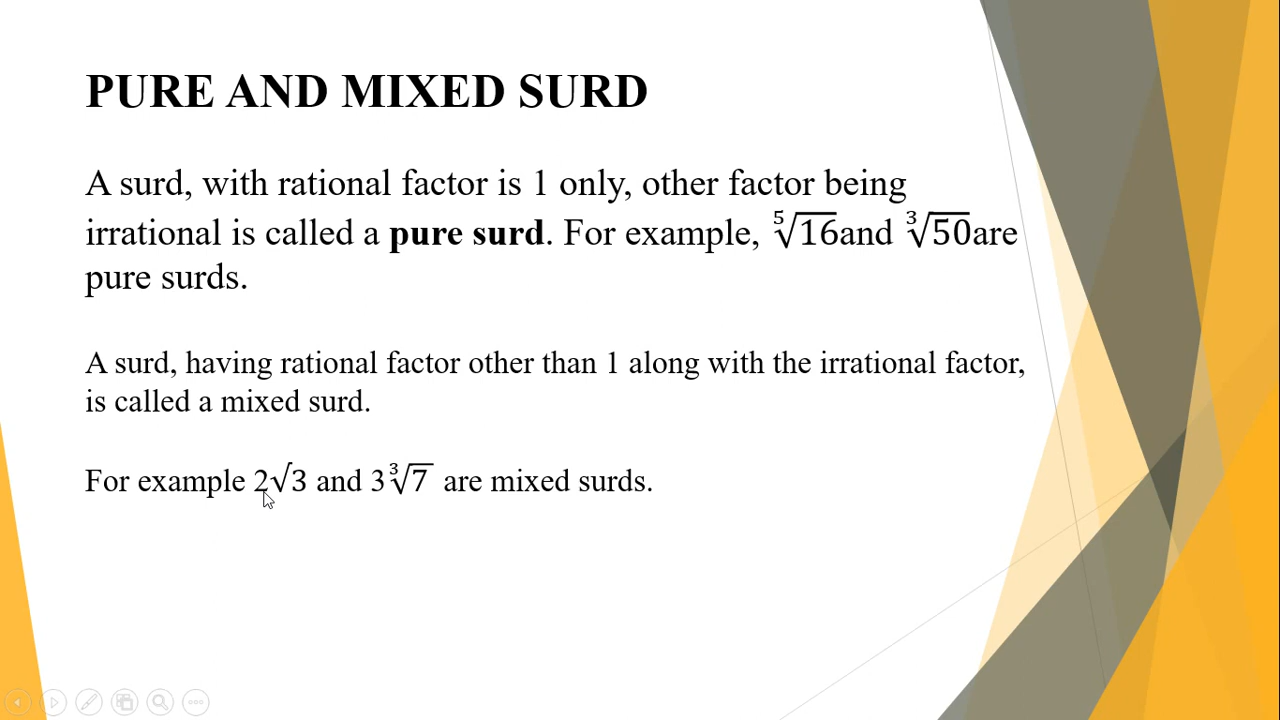 PURE AND MIXED SURD
A surd, with rational factor is 1 only, other factor being
irrational is called a pure surd. For example, ⁵√16and ³√50are
pure surds.
A surd, having rational factor other than 1 along with the irrational factor,
is called a mixed surd.
For example 2√3 and 3³√7 are mixed surds.